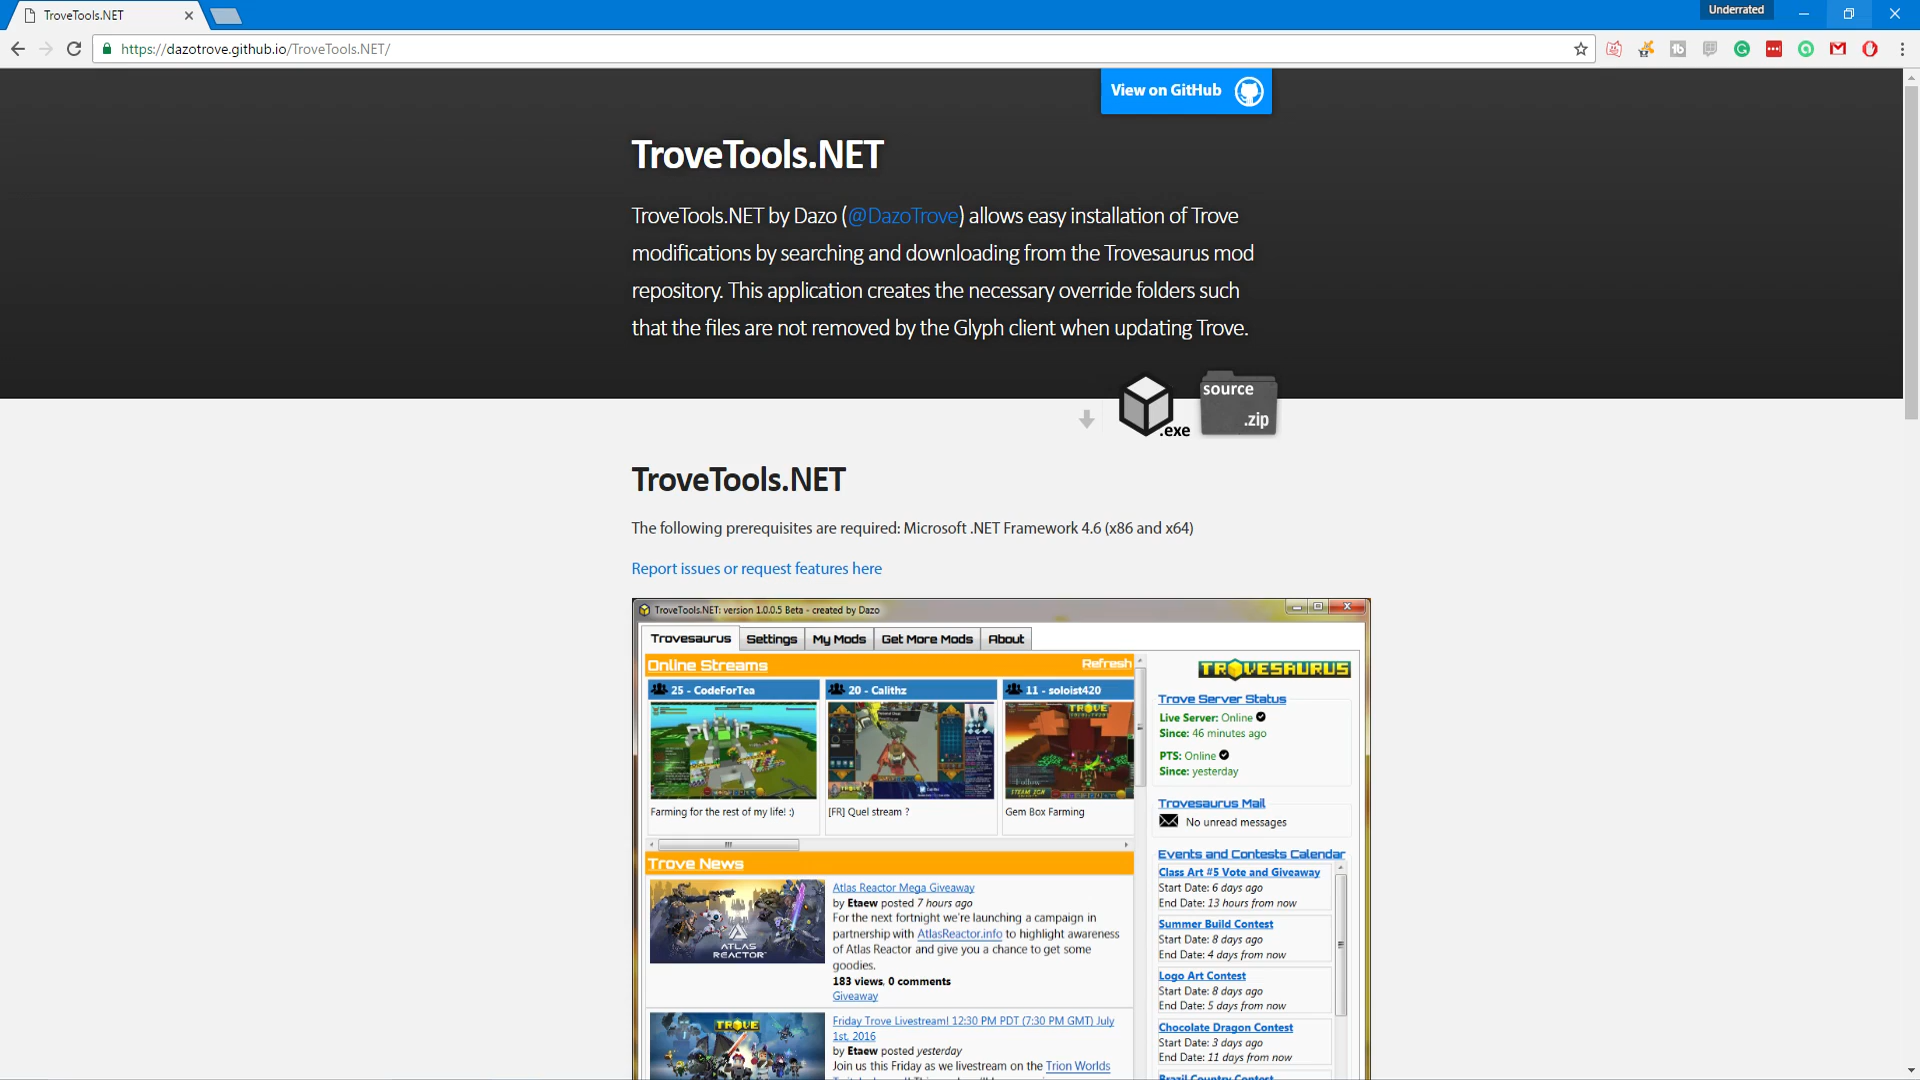 TroveTools.NET
Underrated
https://dazotrove.github.io/TroveTools.NET/
View on GitHub
TroveTools.NET
TroveTools.NET by Dazo (@DazoTrove) allows easy installation of Trove
modifications by searching and downloading from the Trovesaurus mod
repository. This application creates the necessary override folders such
that the files are not removed by the Glyph client when updating Trove.
.exe
source
.zip
TroveTools.NET
The following prerequisites are required: Microsoft .NET Framework 4.6 (x86 and x64)
Report issues or request features here
TroveTools.NET: version 1.0.0.5 Beta - created by Dazo
Trovesaurus Settings My Mods Get More Mods About
Online Streams Refresh
25 - CodeForTea
20 - Calithz
11 - soloist420
Farming for the rest of my life! :)
[FR] Quel stream ?
Gem Box Farming
Trove News
ATLAS
REACTOR
Atlas Reactor Mega Giveaway
by Etaew posted 7 hours ago
For the next fortnight we're launching a campaign in
partnership with AtlasReactor.info to highlight awareness
of Atlas Reactor and give you a chance to get some
goodies.
183 views, 0 comments
Giveaway
TROVE
Friday Trove Livestream! 12:30 PM PDT (7:30 PM GMT) July
1st, 2016
by Etaew posted yesterday
Join us this Friday as we livestream on the Trion Worlds
TROVESAURUS
Trove Server Status
Live Server: Online
Since: 46 minutes ago
PTS: Online
Since: yesterday
Trovesaurus Mail
No unread messages
Events and Contests Calendar
Class Art #5 Vote and Giveaway
Start Date: 6 days ago
End Date: 13 hours from now
Summer Build Contest
Start Date: 8 days ago
End Date: 4 days from now
Logo Art Contest
Start Date: 8 days ago
End Date: 5 days from now
Chocolate Dragon Contest
Start Date: 3 days ago
End Date: 11 days from now
Brazil Country Contest